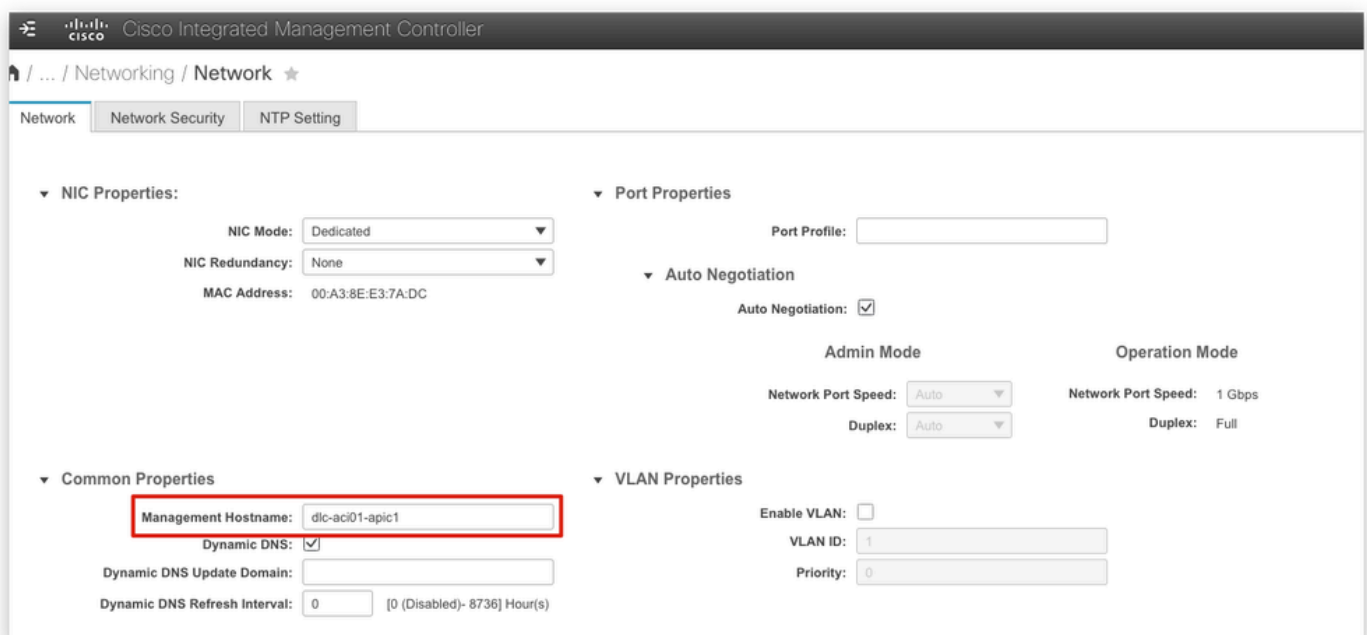 cisco Cisco Integrated Management Controller
/ ... / Networking / Network
Network Network Security NTP Setting
NIC Properties:
NIC Mode: Dedicated
NIC Redundancy: None
MAC Address: 00:A3:8E:E3:7A:DC
Port Properties
Port Profile:
Auto Negotiation
Auto Negotiation:
Admin Mode Operation Mode
Network Port Speed: Auto Network Port Speed: 1 Gbps
Duplex: Auto Duplex: Full
Common Properties
Management Hostname: dlc-aci01-apic1
Dynamic DNS:
Dynamic DNS Update Domain:
Dynamic DNS Refresh Interval: 0 [0 (Disabled)- 8736] Hour(s)
VLAN Properties
Enable VLAN:
VLAN ID: 1
Priority: 0